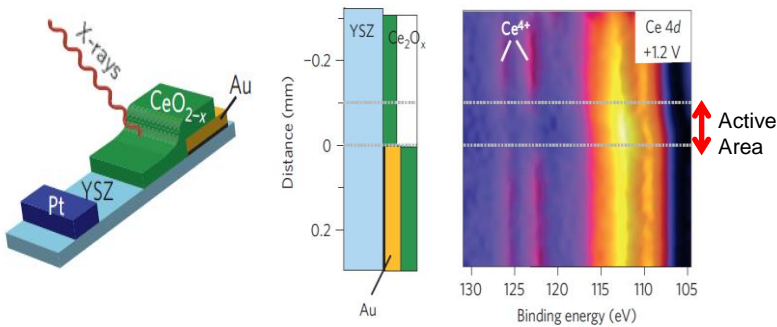 X-rays
CeO2−x
Au
YSZ
Pt
YSZ
Ce2Ox
−0.2
0
0.2
Distance (mm)
Au
Ce4+
Ce 4d
+1.2 V
Active
Area
130 125 120 115 110 105
Binding energy (eV)